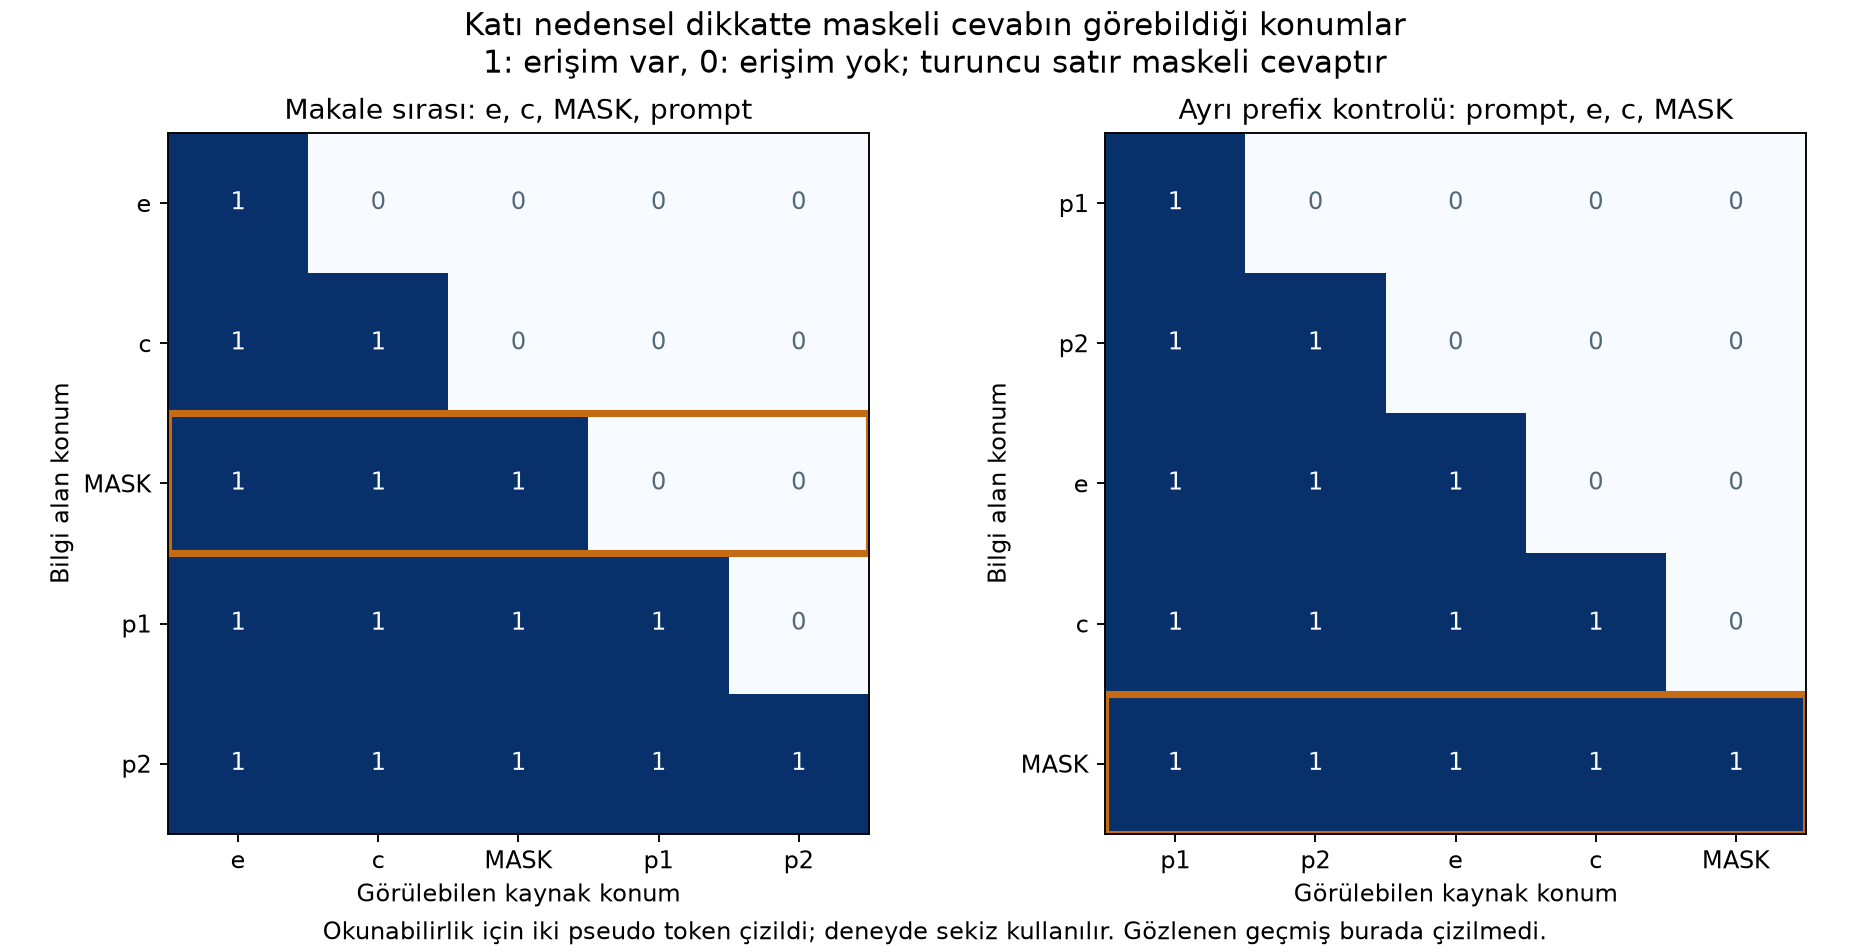 Katı nedensel dikkatte maskeli cevabın görebildiği konumlar
1: erişim var, 0: erişim yok; turuncu satır maskeli cevaptır
Makale sırası: e, c, MASK, prompt
Bilgi alan konum
e 1 0 0 0 0
c 1 1 0 0 0
MASK 1 1 1 0 0
p1 1 1 1 1 0
p2 1 1 1 1 1
e c MASK p1 p2
Görülebilen kaynak konum
Ayrı prefix kontrolü: prompt, e, c, MASK
Bilgi alan konum
p1 1 0 0 0 0
p2 1 1 0 0 0
e 1 1 1 0 0
c 1 1 1 1 0
MASK 1 1 1 1 1
p1 p2 e c MASK
Görülebilen kaynak konum
Okunabilirlik için iki pseudo token çizildi; deneyde sekiz kullanılır. Gözlenen geçmiş burada çizilmedi.